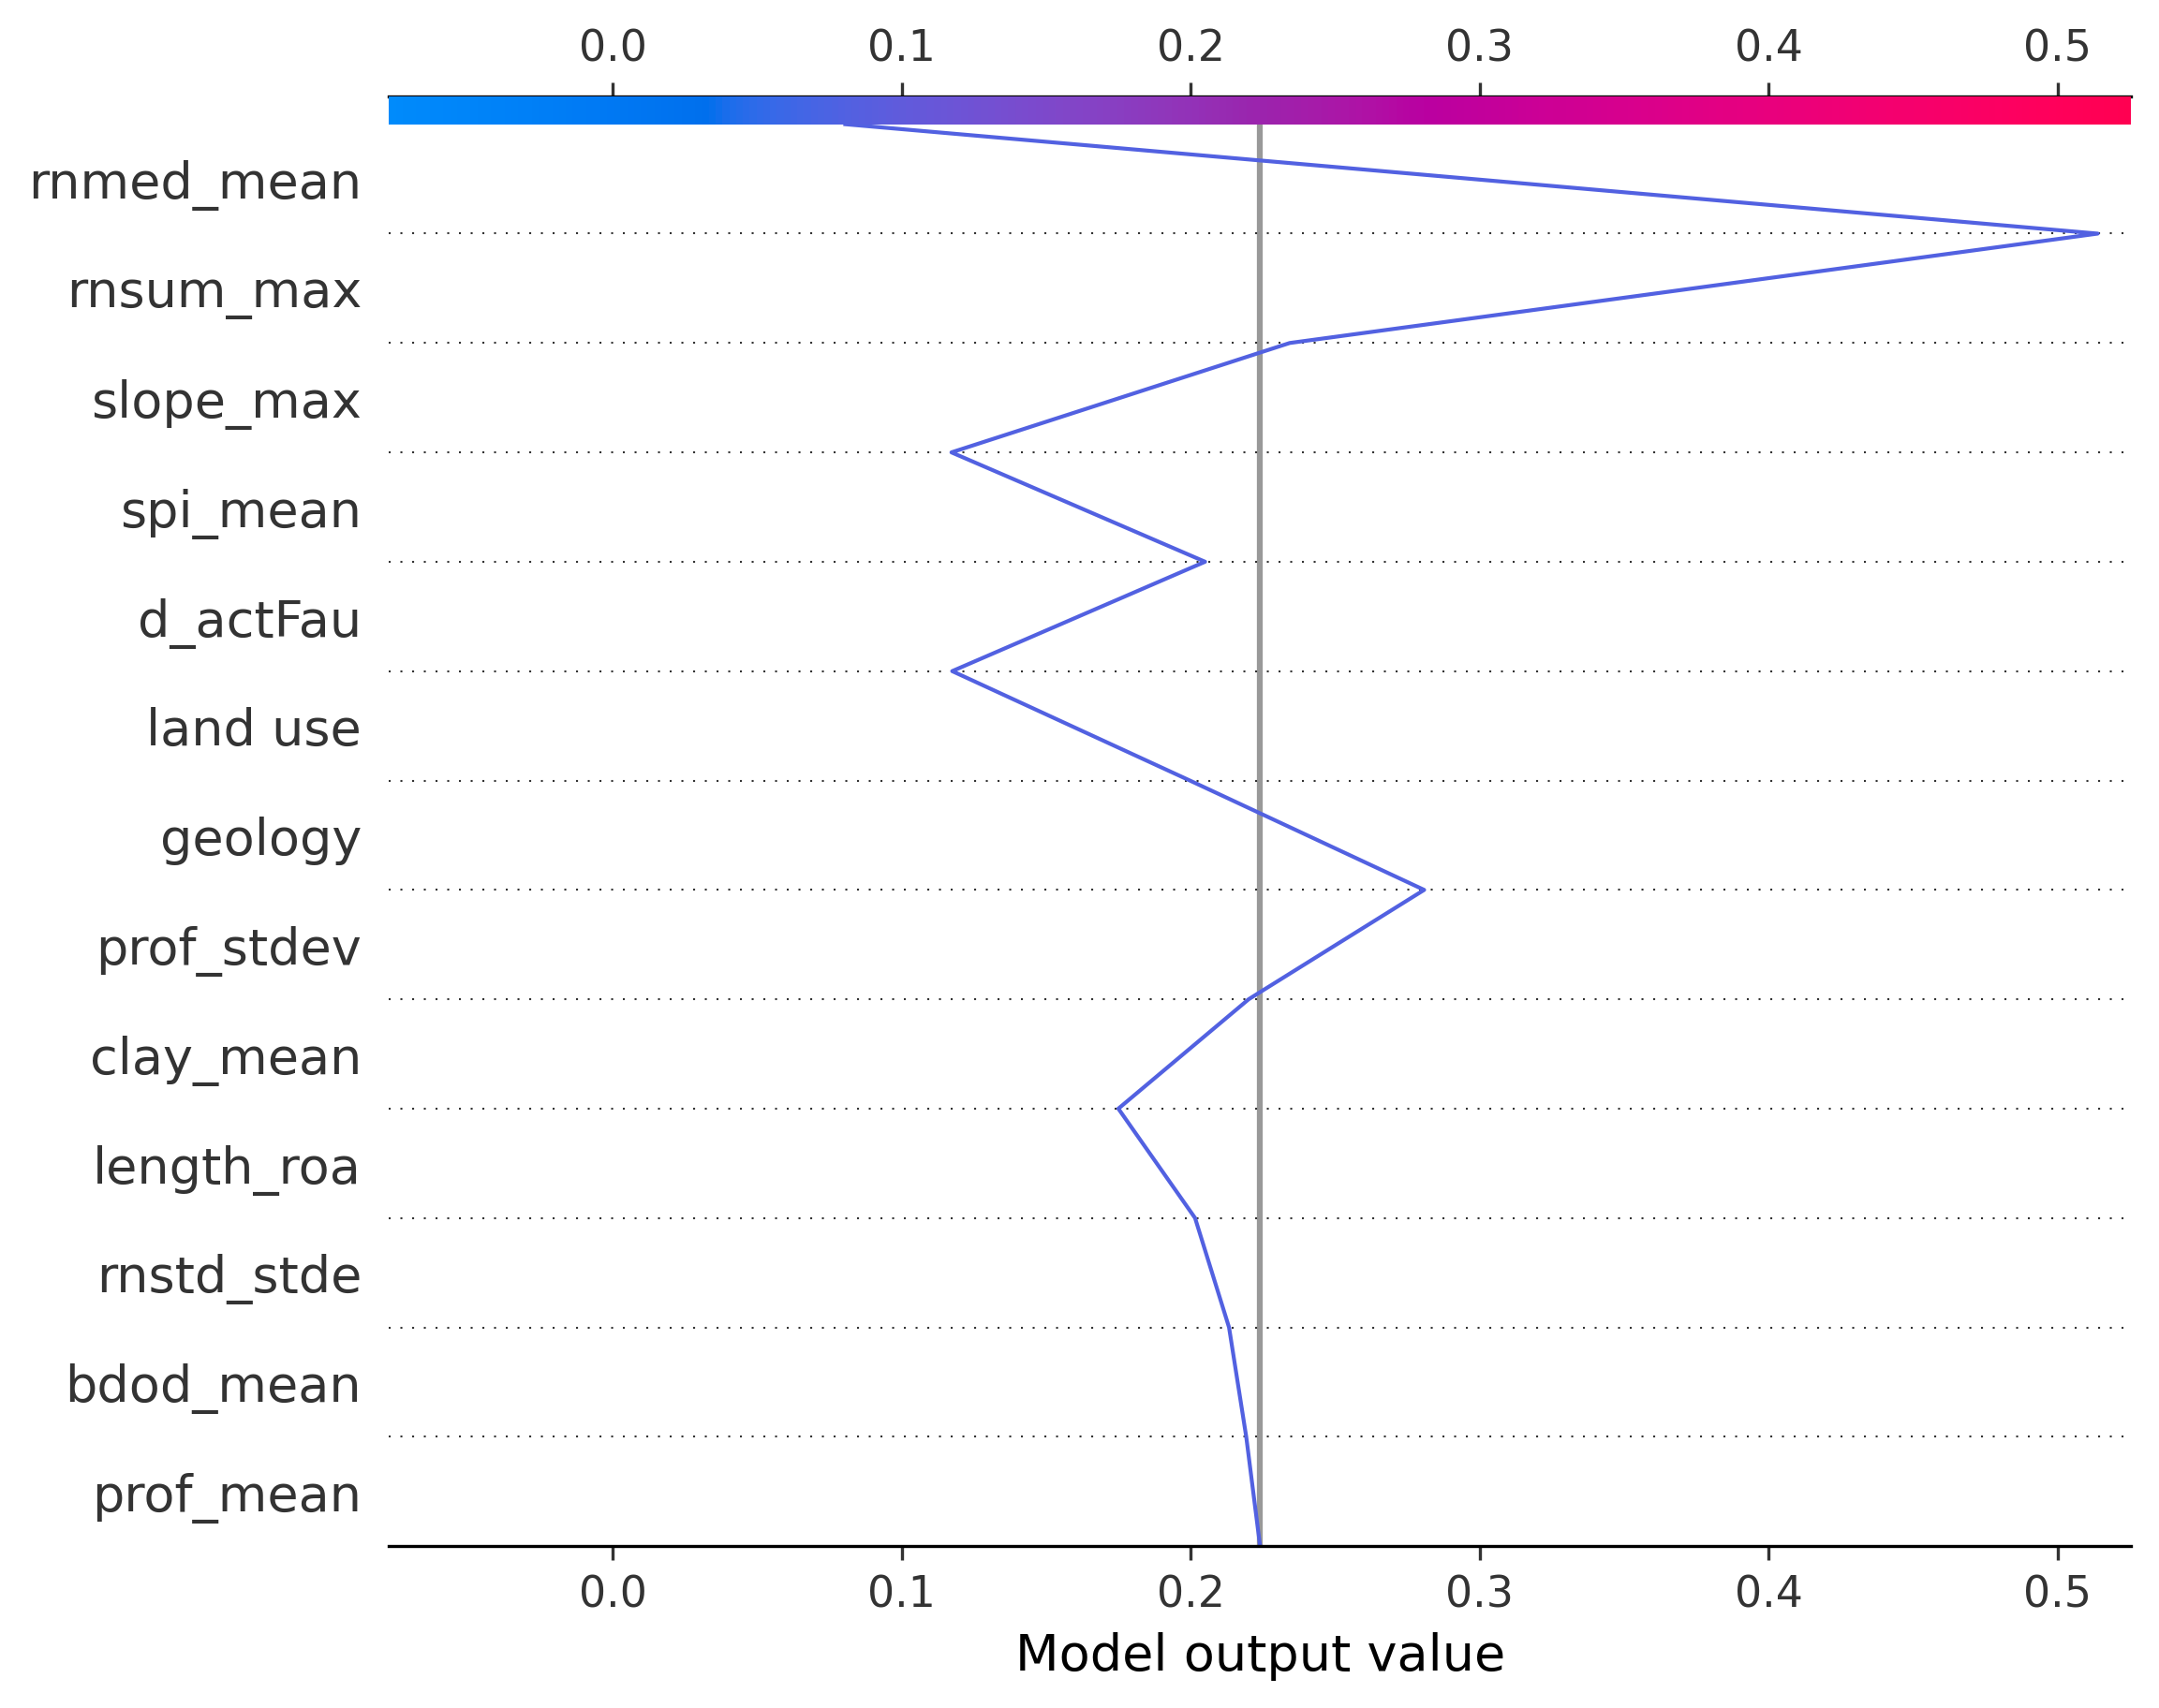 0.0 0.1 0.2 0.3 0.4 0.5
rnmed_mean
rnsum_max
slope_max
spi_mean
d_actFau
land use
geology
prof_stdev
clay_mean
length_roa
rnstd_stde
bdod_mean
prof_mean
0.0 0.1 0.2 0.3 0.4 0.5
Model output value